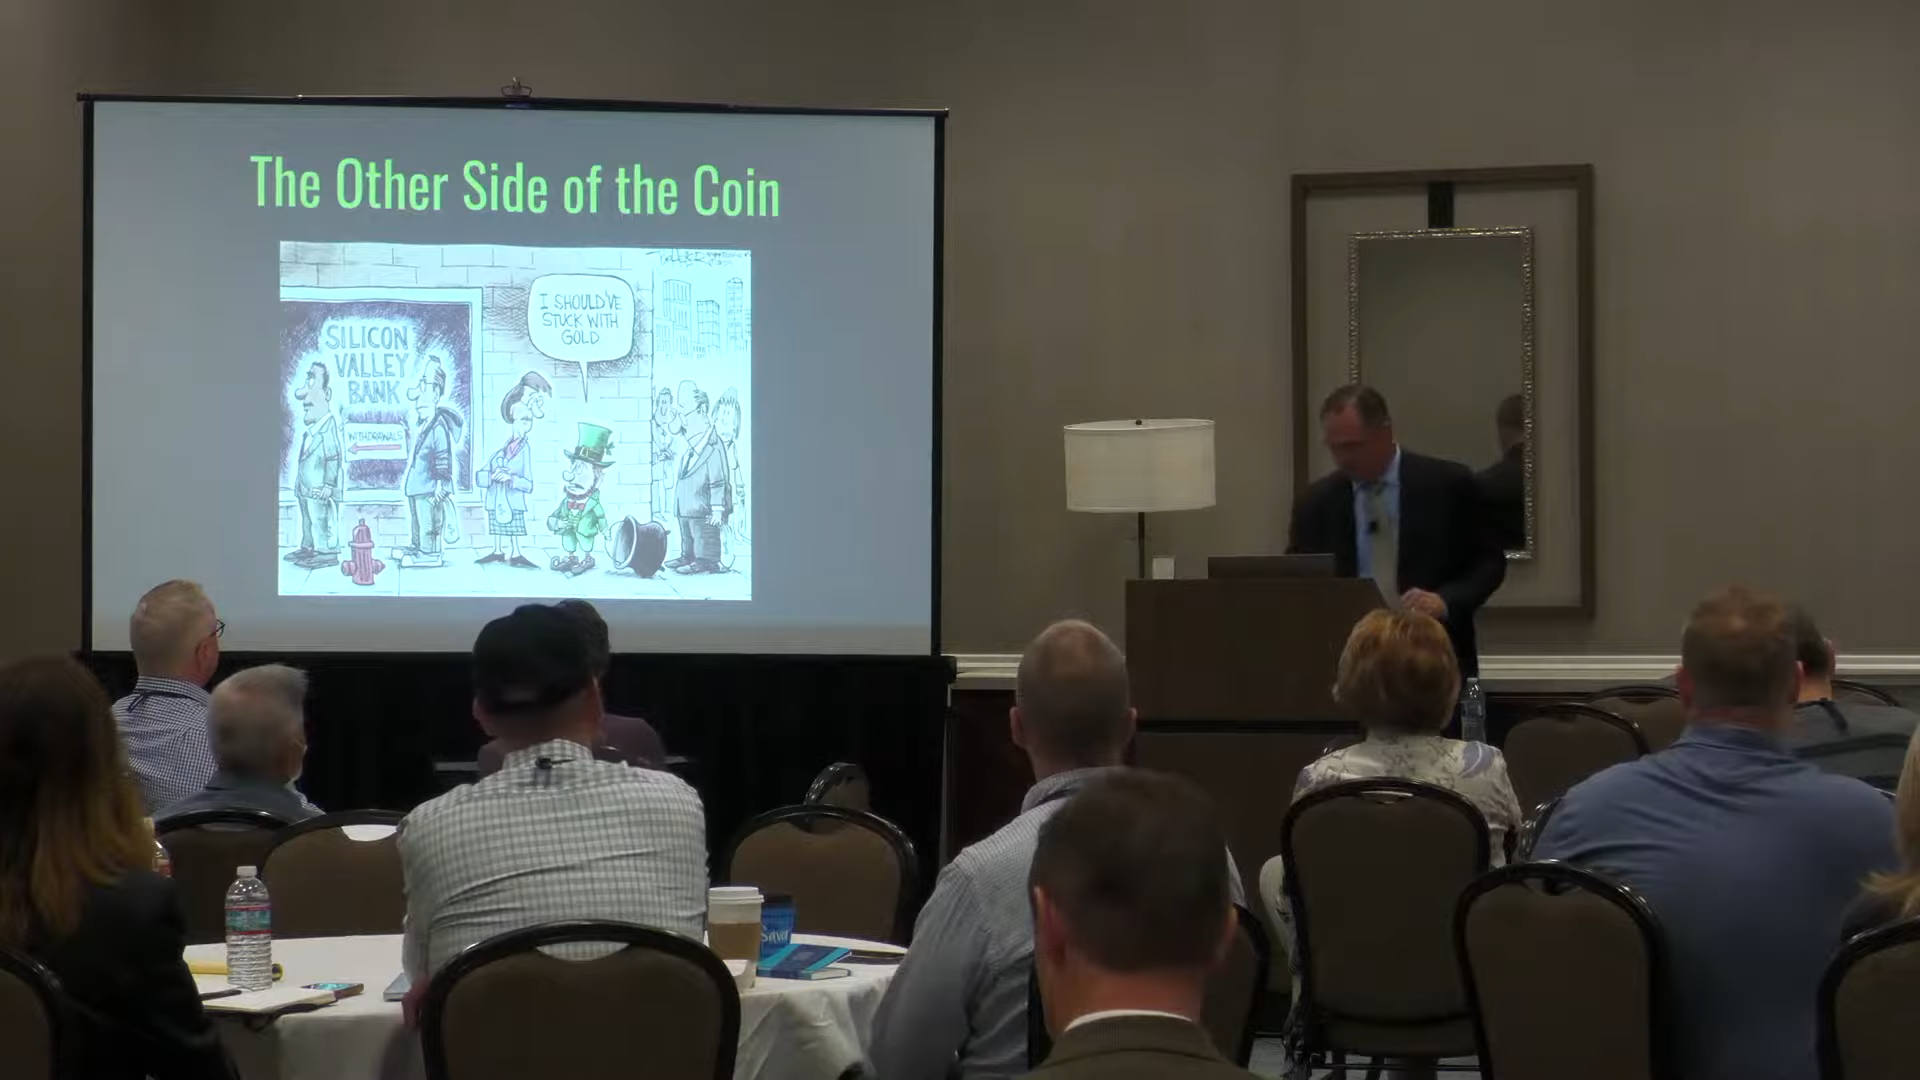 The Other Side of the Coin
I SHOULD'VE
STUCK WITH
GOLD
SILICON
VALLEY
BANK
WITHDRAWALS